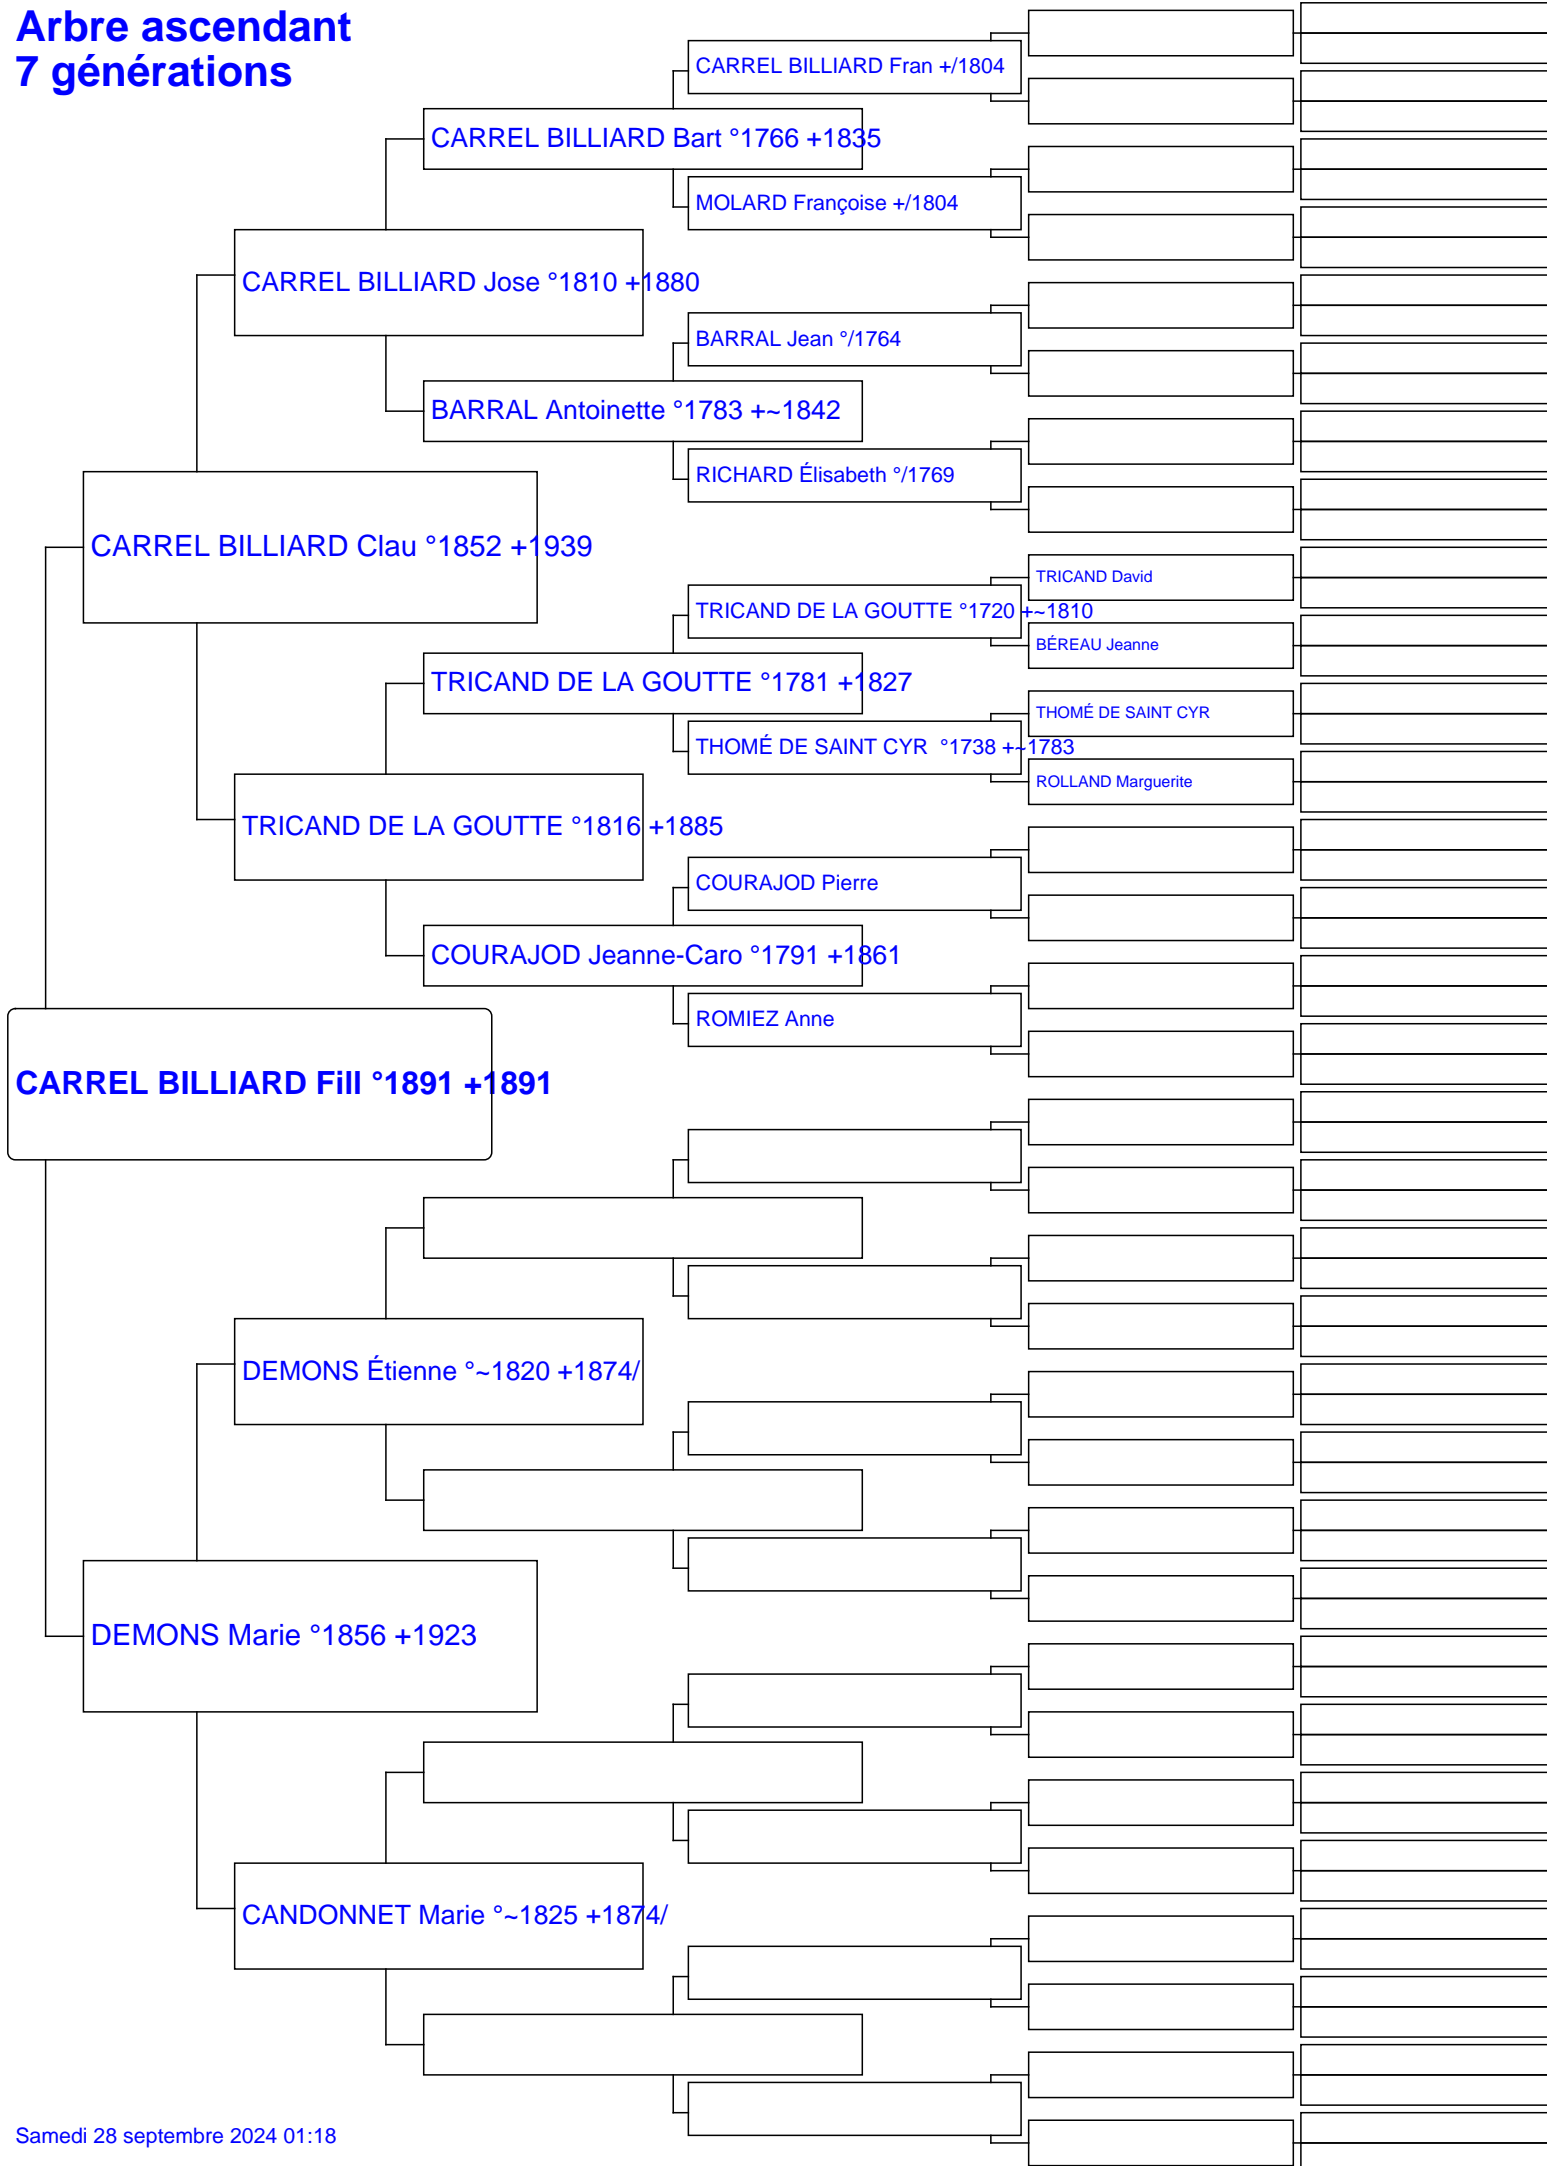 Arbre ascendant
7 générations
CARREL BILLIARD Fran +/1804
CARREL BILLIARD Bart °1766 +1835
MOLARD Françoise +/1804
CARREL BILLIARD Jose °1810 +1880
BARRAL Jean °/1764
BARRAL Antoinette °1783 +~1842
RICHARD Élisabeth °/1769
CARREL BILLIARD Clau °1852 +1939
TRICAND David
TRICAND DE LA GOUTTE °1720 +~1810
BÉREAU Jeanne
TRICAND DE LA GOUTTE °1781 +1827
THOMÉ DE SAINT CYR
THOMÉ DE SAINT CYR  °1738 +~1783
ROLLAND Marguerite
TRICAND DE LA GOUTTE °1816 +1885
COURAJOD Pierre
COURAJOD Jeanne-Caro °1791 +1861
ROMIEZ Anne
CARREL BILLIARD Fill °1891 +1891
DEMONS Étienne °~1820 +1874/
DEMONS Marie °1856 +1923
CANDONNET Marie °~1825 +1874/
Samedi 28 septembre 2024 01:18